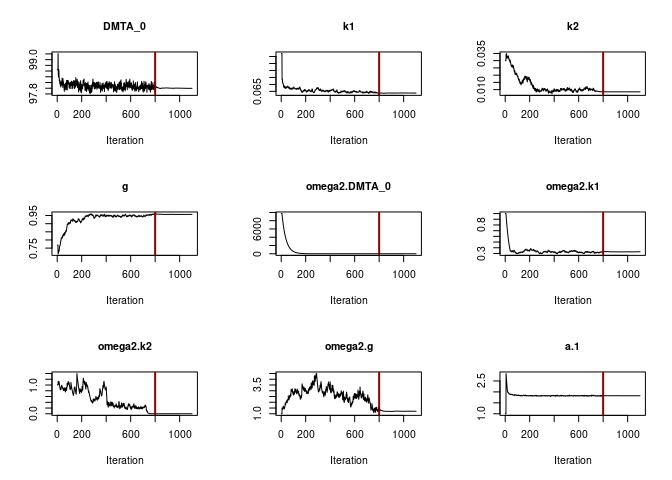 DMTA_0
k1
k2
97.8 99.0
0.065
0.010 0.035
0 200 600 1000
0 200 600 1000
0 200 600 1000
Iteration
Iteration
Iteration
g
omega2.DMTA_0
omega2.k1
0.75 0.95
0 6000
0.3 0.8
0 200 600 1000
0 200 600 1000
0 200 600 1000
Iteration
Iteration
Iteration
omega2.k2
omega2.g
a.1
0.0 1.0
1.0 3.5
1.0 2.5
0 200 600 1000
0 200 600 1000
0 200 600 1000
Iteration
Iteration
Iteration